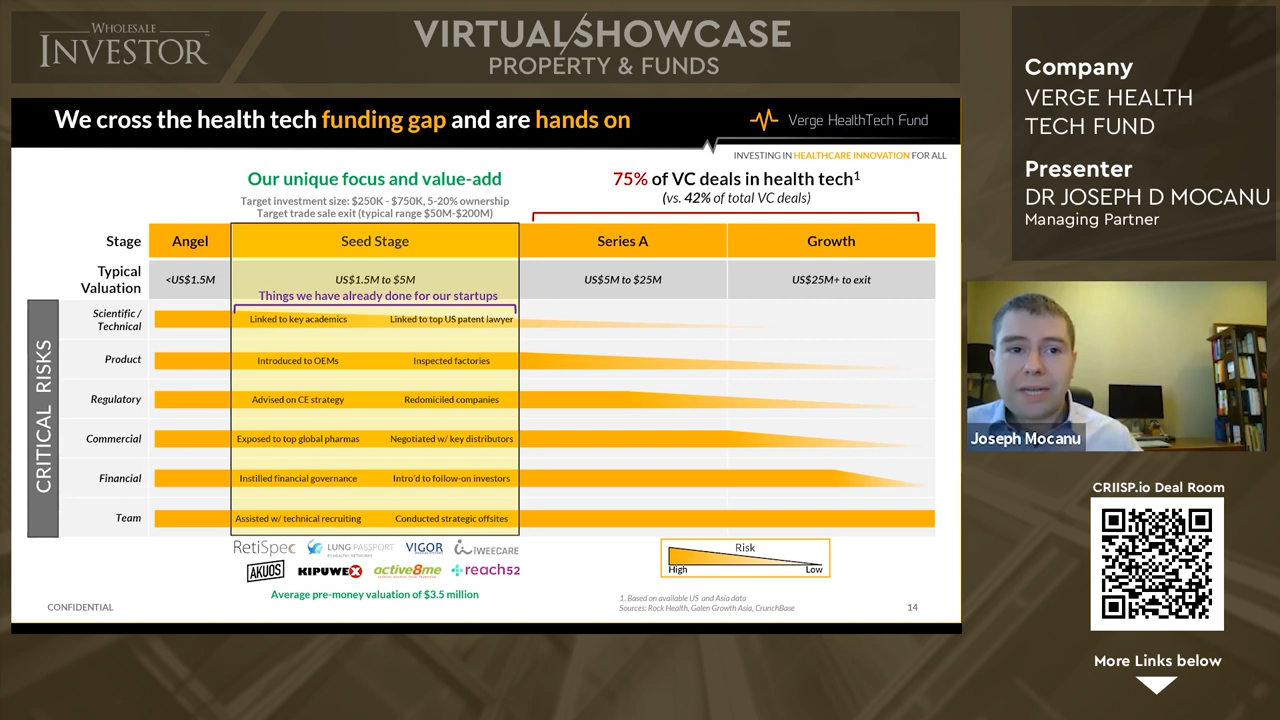 WHOLESALE
INVESTOR
VIRTUAL/SHOWCASE
PROPERTY & FUNDS
Company
VERGE HEALTH
TECH FUND
Presenter
DR JOSEPH D MOCANU
Managing Partner
We cross the health tech funding gap and are hands on
Verge HealthTech Fund
INVESTING IN HEALTHCARE INNOVATION FOR ALL
Our unique focus and value-add
Target investment size: $250K - $750K, 5-20% ownership
Target trade sale exit (typical range $50M-$200M)
75% of VC deals in health tech1
(vs. 42% of total VC deals)
Stage Angel Seed Stage Series A Growth
Typical
Valuation
<US$1.5M US$1.5M to $5M US$5M to $25M US$25M+ to exit
Things we have already done for our startups
CRITICAL RISKS
Scientific /
Technical
Linked to key academics Linked to top US patent lawyer
Product Introduced to OEMs Inspected factories
Regulatory Advised on CE strategy Redomiciled companies
Commercial Exposed to top global pharmas Negotiated w/ key distributors
Financial Instilled financial governance Intro'd to follow-on investors
Team Assisted w/ technical recruiting Conducted strategic offsites
RetiSpec LUNG PASSPORT VIGOR iWEECARE
BY HEALTHY NETWORKS
AKUOS KIPUWEX active8me reach52
Average pre-money valuation of $3.5 million
Risk
High Low
1. Based on available US and Asia data
Sources: Rock Health, Galen Growth Asia, CrunchBase
CONFIDENTIAL
14
Joseph Mocanu
CRIISP.io Deal Room
More Links below